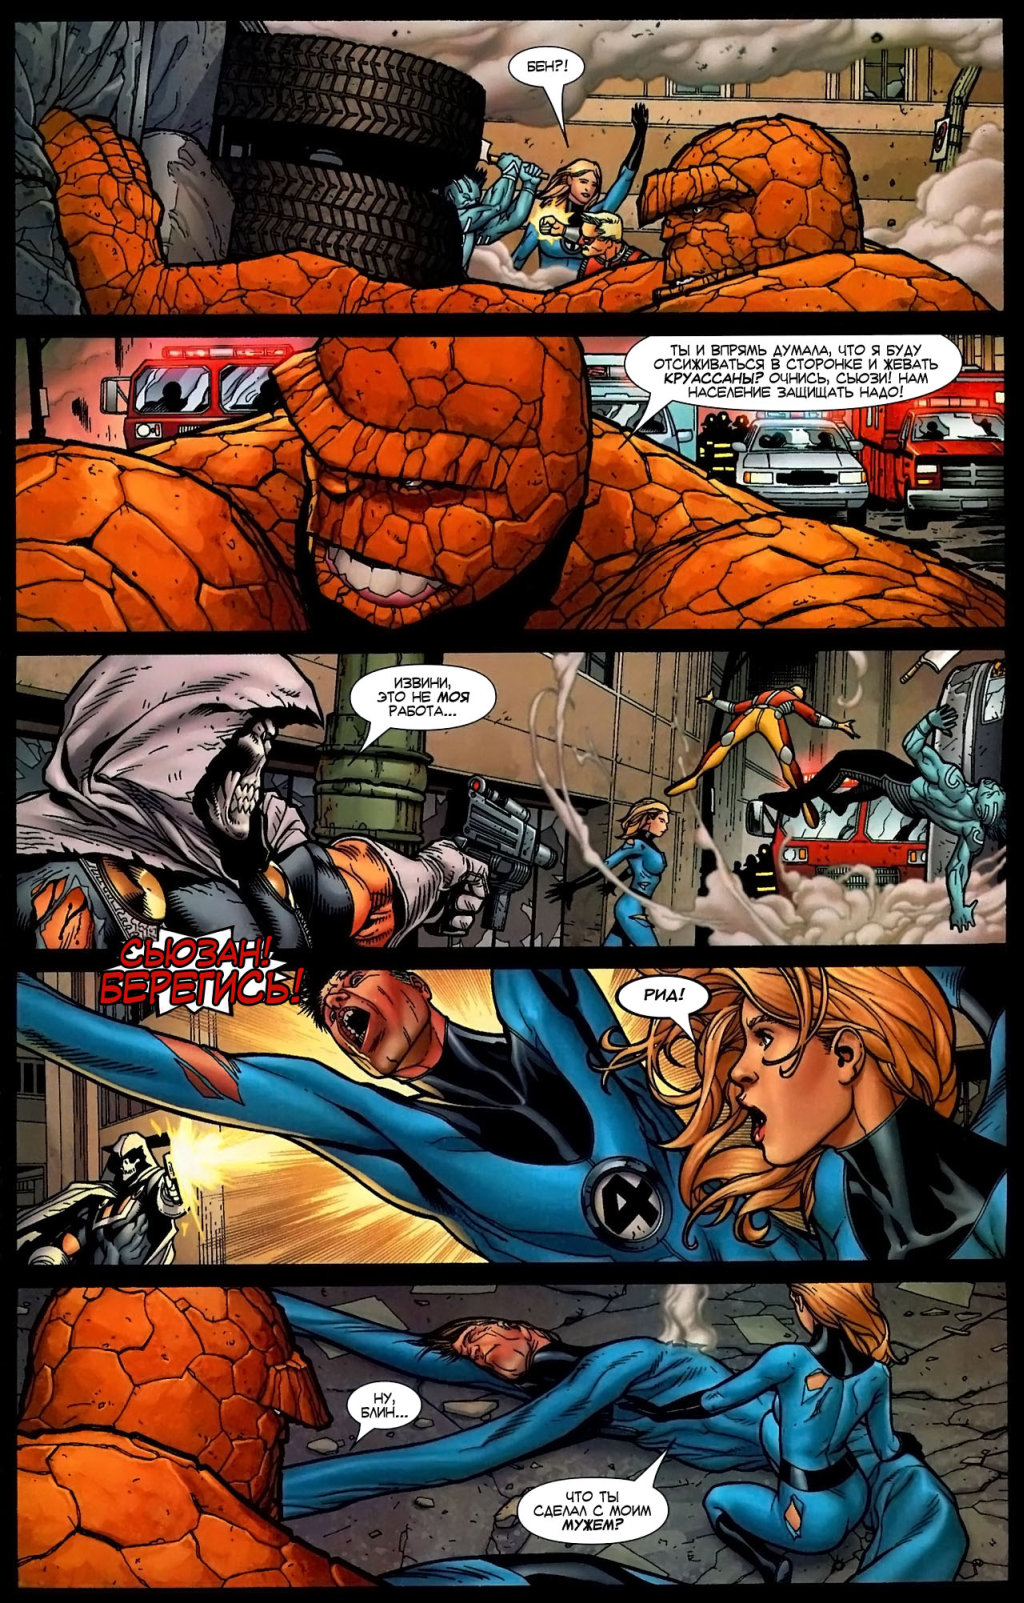 БЕН?!
ТЫ И ВПРЯМЬ ДУМАЛА, ЧТО Я БУДУ
ОТСИЖИВАТЬСЯ В СТОРОНКЕ И ЖЕВАТЬ
КРУАССАНЫ? ОЧНИСЬ, СЬЮЗИ! НАМ
НАСЕЛЕНИЕ ЗАЩИЩАТЬ НАДО!
ИЗВИНИ,
ЭТО НЕ МОЯ
РАБОТА...
СЬЮЗАН!
БЕРЕГИСЬ!
РИД!
4
НУ,
БЛИН...
ЧТО ТЫ
СДЕЛАЛ С МОИМ
МУЖЕМ?